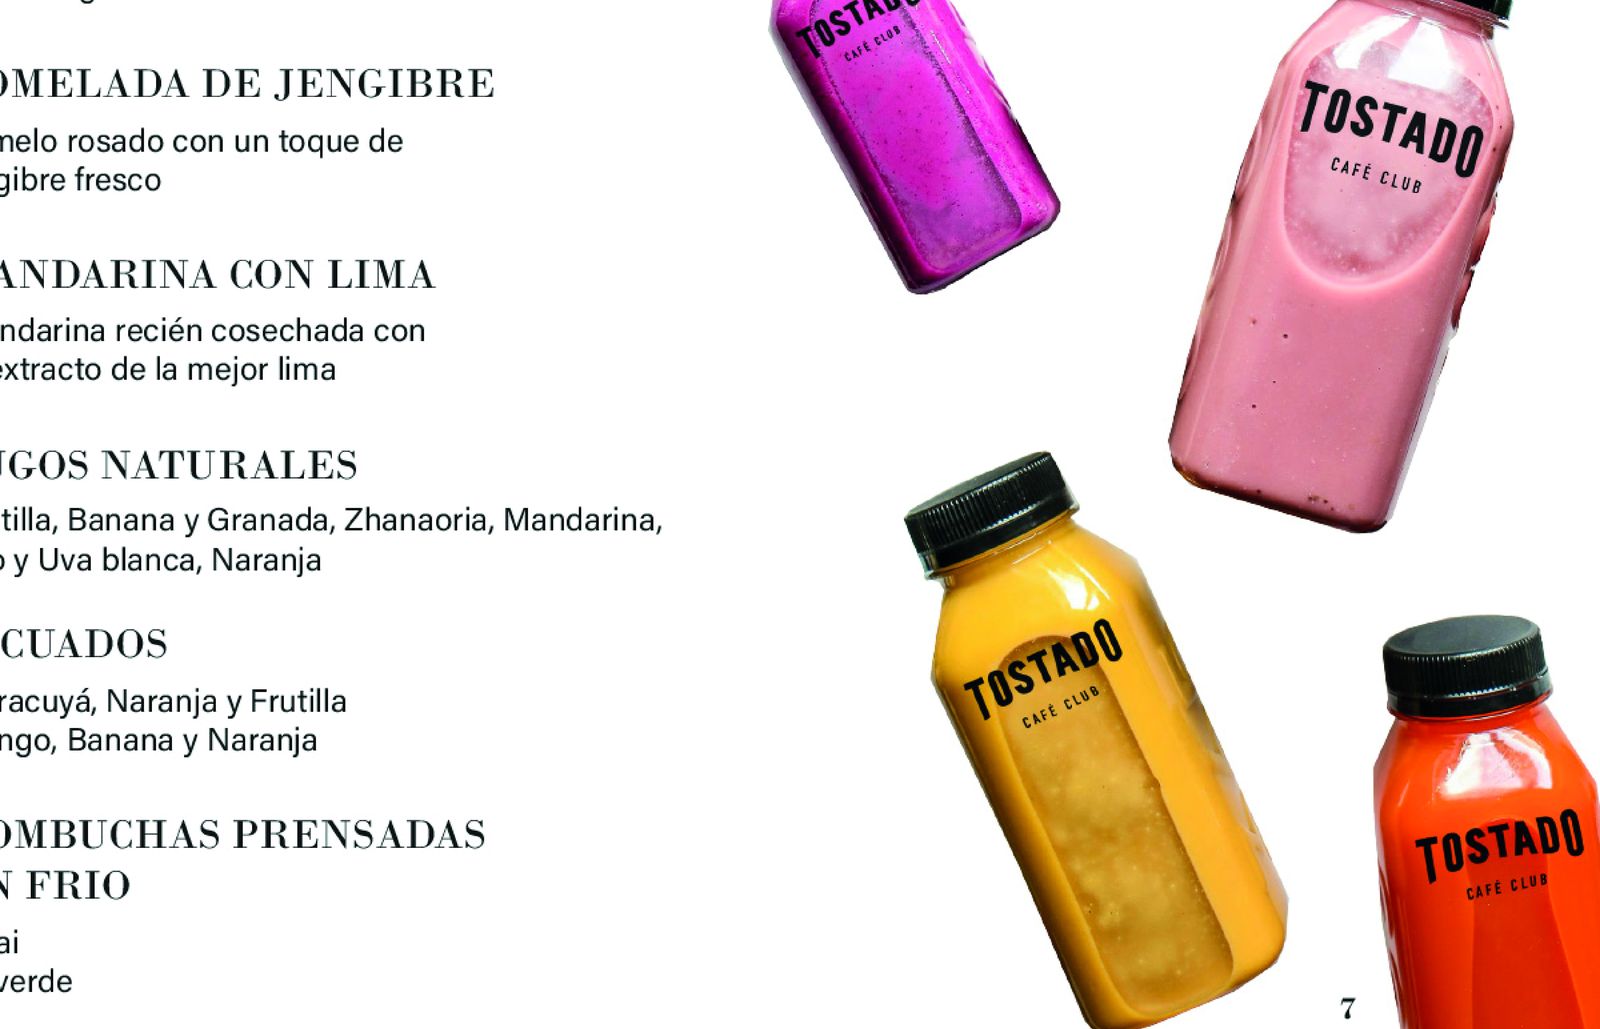 OMELADA DE JENGIBRE
melo rosado con un toque de
gibre fresco
ANDARINA CON LIMA
ndarina recién cosechada con
extracto de la mejor lima
UGOS NATURALES
tilla, Banana y Granada, Zhanaoria, Mandarina,
o y Uva blanca, Naranja
CUADOS
racuyá, Naranja y Frutilla
ngo, Banana y Naranja
OMBUCHAS PRENSADAS
N FRIO
ai
verde
TOSTADO
CAFÉ CLUB
TOSTADO
CAFÉ CLUB
TOSTADO
CAFÉ CLUB
TOSTADO
CAFÉ CLUB
7